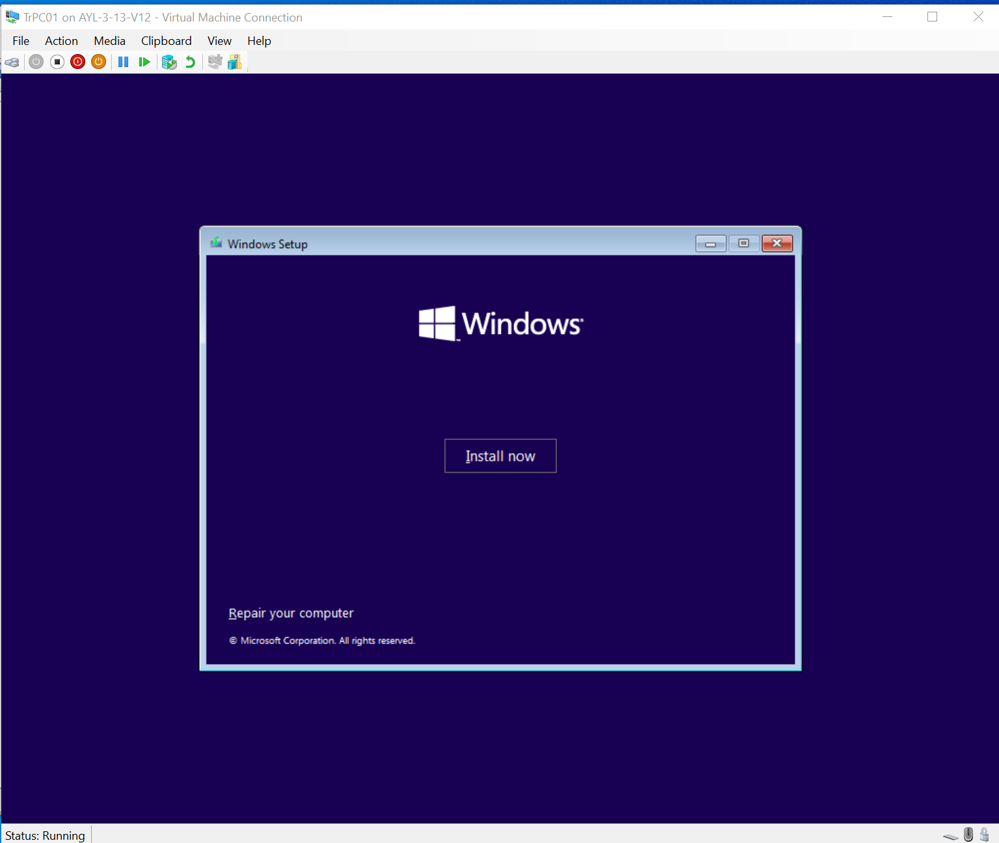 TrPC01 on AYL-3-13-V12 - Virtual Machine Connection
File Action Media Clipboard View Help
Windows Setup
Windows
Install now
Repair your computer
© Microsoft Corporation. All rights reserved.
Status: Running